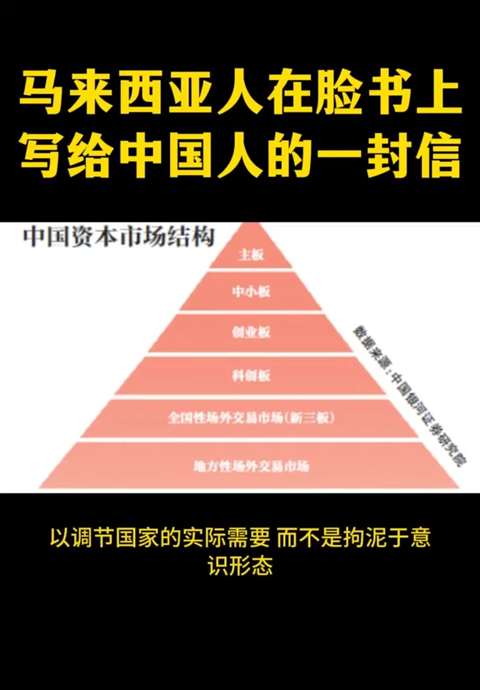 马来西亚人在脸书上
写给中国人的一封信
中国资本市场结构
主板
中小板
创业板
科创板
全国性场外交易市场(新三板)
地方性场外交易市场
数据来源:中国银河证券研究院
以调节国家的实际需要 而不是拘泥于意
识形态